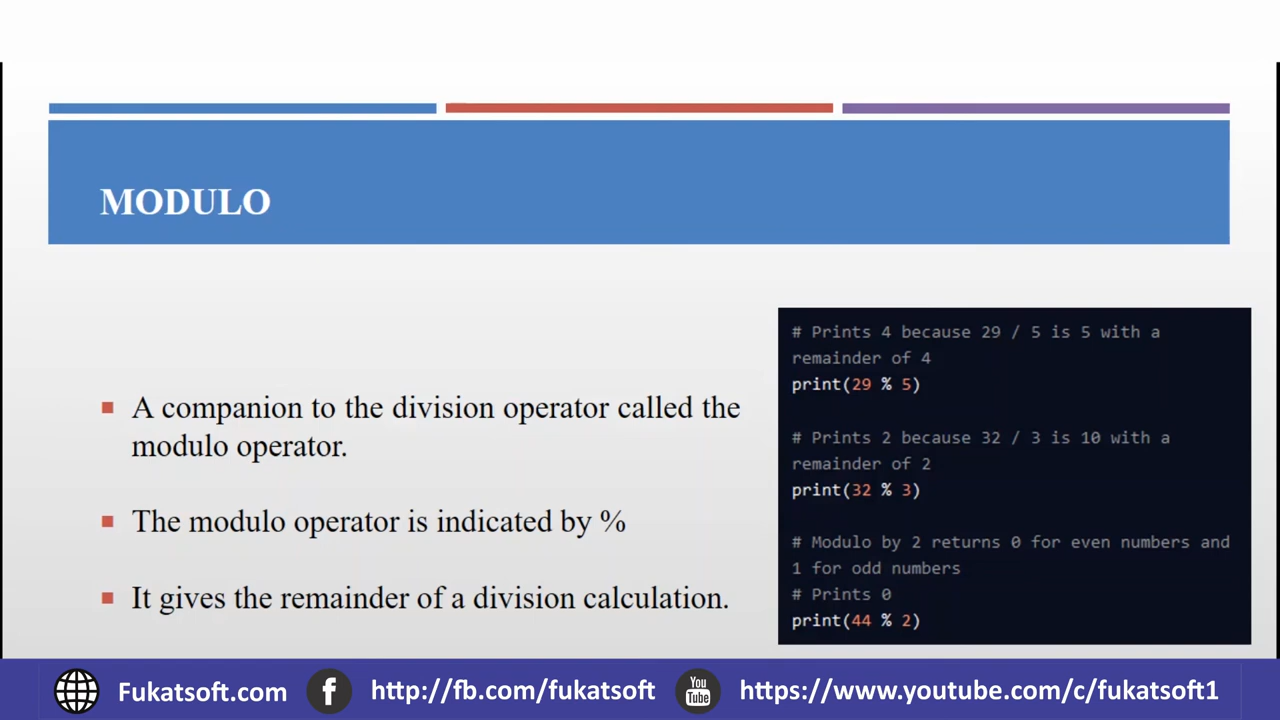 MODULO
A companion to the division operator called the
modulo operator.
The modulo operator is indicated by %
It gives the remainder of a division calculation.
# Prints 4 because 29 / 5 is 5 with a
remainder of 4
print(29 % 5)
# Prints 2 because 32 / 3 is 10 with a
remainder of 2
print(32 % 3)
# Modulo by 2 returns 0 for even numbers and
1 for odd numbers
# Prints 0
print(44 % 2)
Fukatsoft.com
f
http://fb.com/fukatsoft
You
Tube
https://www.youtube.com/c/fukatsoft1